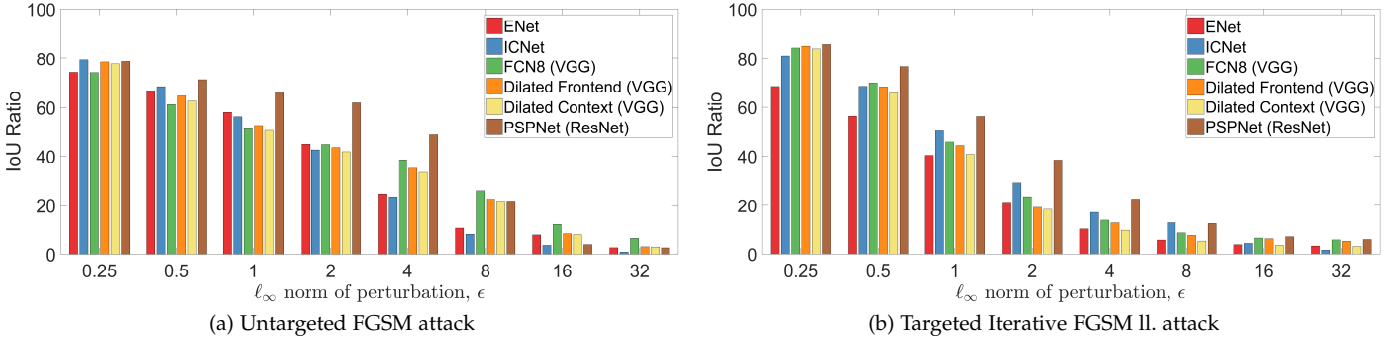 100
80
60
40
20
0
IoU Ratio
ENet
ICNet
FCN8 (VGG)
Dilated Frontend (VGG)
Dilated Context (VGG)
PSPNet (ResNet)
0.25 0.5 1 2 4 8 16 32
ℓ∞ norm of perturbation, ϵ
(a) Untargeted FGSM attack
100
80
60
40
20
0
IoU Ratio
ENet
ICNet
FCN8 (VGG)
Dilated Frontend (VGG)
Dilated Context (VGG)
PSPNet (ResNet)
0.25 0.5 1 2 4 8 16 32
ℓ∞ norm of perturbation, ϵ
(b) Targeted Iterative FGSM ll. attack